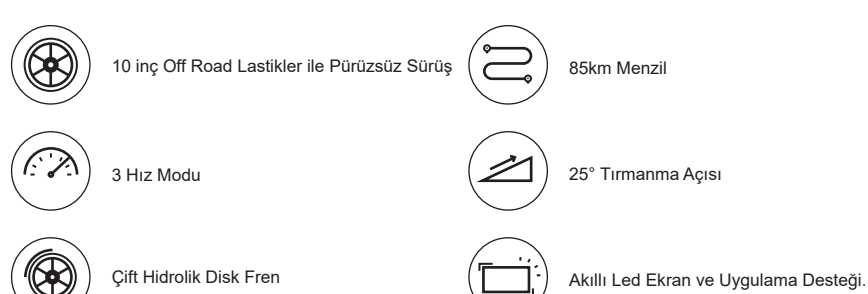 10 inç Off Road Lastikler ile Pürüzsüz Sürüş
85km Menzil
3 Hız Modu
25° Tırmanma Açısı
Çift Hidrolik Disk Fren
Akıllı Led Ekran ve Uygulama Desteği,